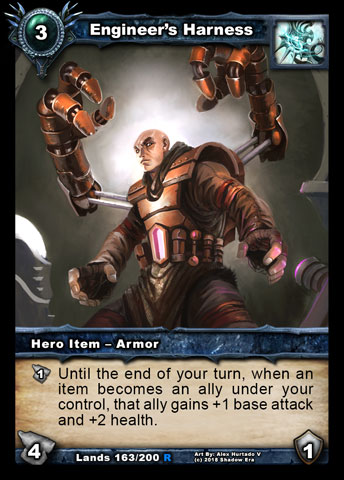 3 Engineer's Harness
Hero Item – Armor
1 Until the end of your turn, when an
item becomes an ally under your
control, that ally gains +1 base attack
and +2 health.
4 Lands 163/200 R 1
Art By: Alex Hurtado V
(c) 2018 Shadow Era